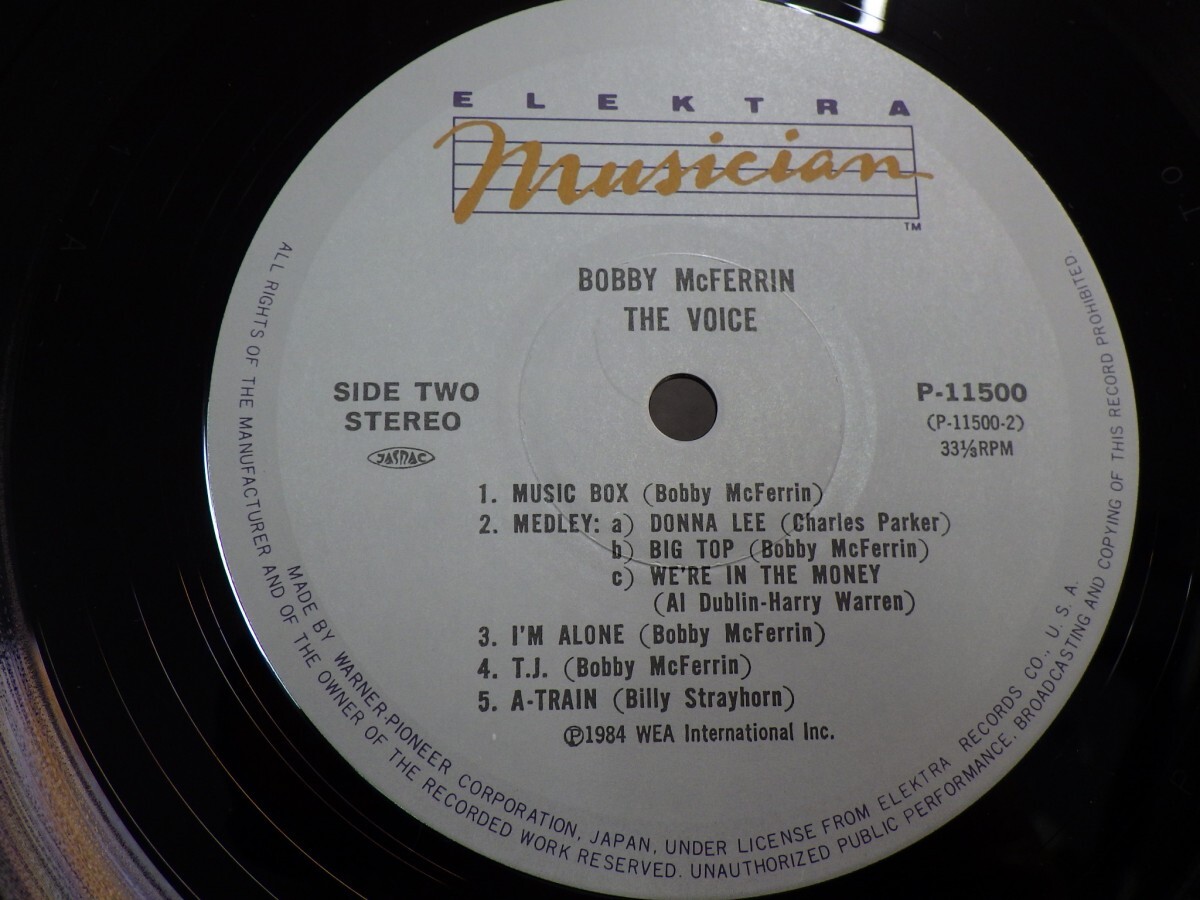 ELEKTRA
Musician
TM
BOBBY McFERRIN
THE VOICE
SIDE TWO
STEREO
JASRAC
P-11500
(P-11500-2)
33⅓RPM
1. MUSIC BOX (Bobby McFerrin)
2. MEDLEY: a) DONNA LEE (Charles Parker)
b) BIG TOP (Bobby McFerrin)
c) WE'RE IN THE MONEY
(Al Dublin-Harry Warren)
3. I'M ALONE (Bobby McFerrin)
4. T.J. (Bobby McFerrin)
5. A-TRAIN (Billy Strayhorn)
℗1984 WEA International Inc.
MADE BY WARNER-PIONEER CORPORATION, JAPAN, UNDER LICENSE FROM ELEKTRA RECORDS CO., U.S.A.
ALL RIGHTS OF THE MANUFACTURER AND OF THE OWNER OF THE RECORDED WORK RESERVED. UNAUTHORIZED PUBLIC PERFORMANCE. BROADCASTING AND COPYING OF THIS RECORD PROHIBITED.